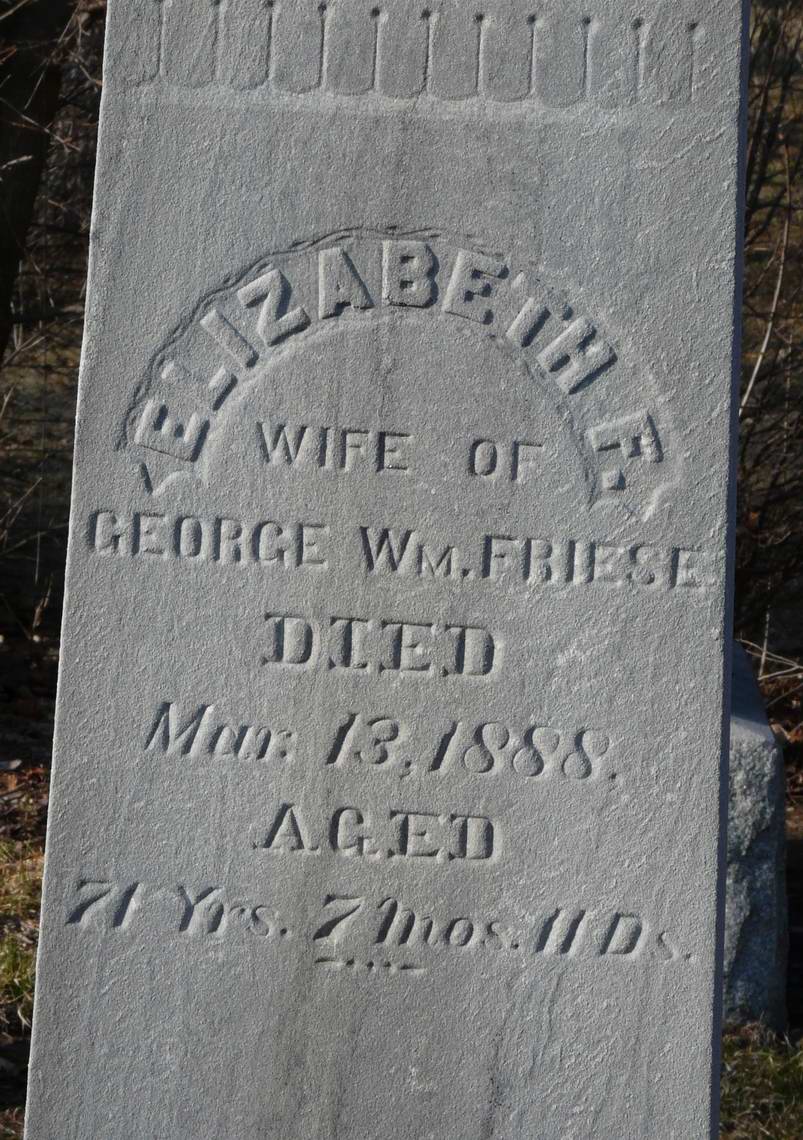 ELIZABETH F.
WIFE OF
GEORGE WM. FRIESE
DIED
Mar. 13, 1888.
AGED
71 Yrs. 7 Mos. 11 Ds.